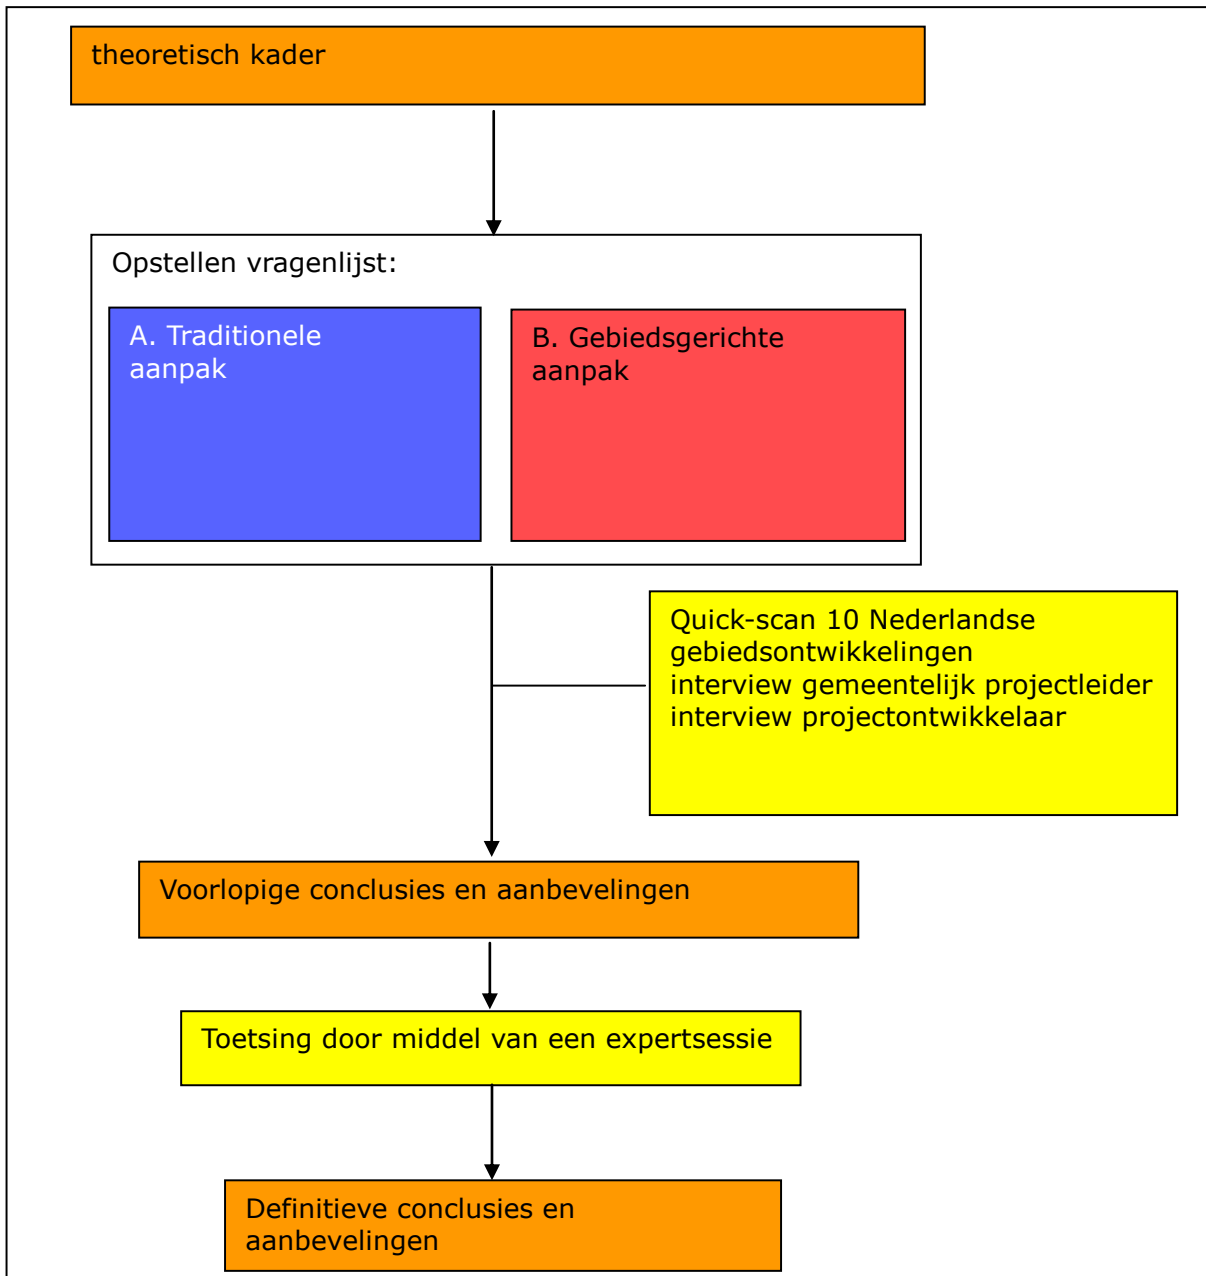 theoretisch kader
Opstellen vragenlijst:
A. Traditionele
aanpak
B. Gebiedsgerichte
aanpak
Quick-scan 10 Nederlandse
gebiedsontwikkelingen
interview gemeentelijk projectleider
interview projectontwikkelaar
Voorlopige conclusies en aanbevelingen
Toetsing door middel van een expertsessie
Definitieve conclusies en
aanbevelingen